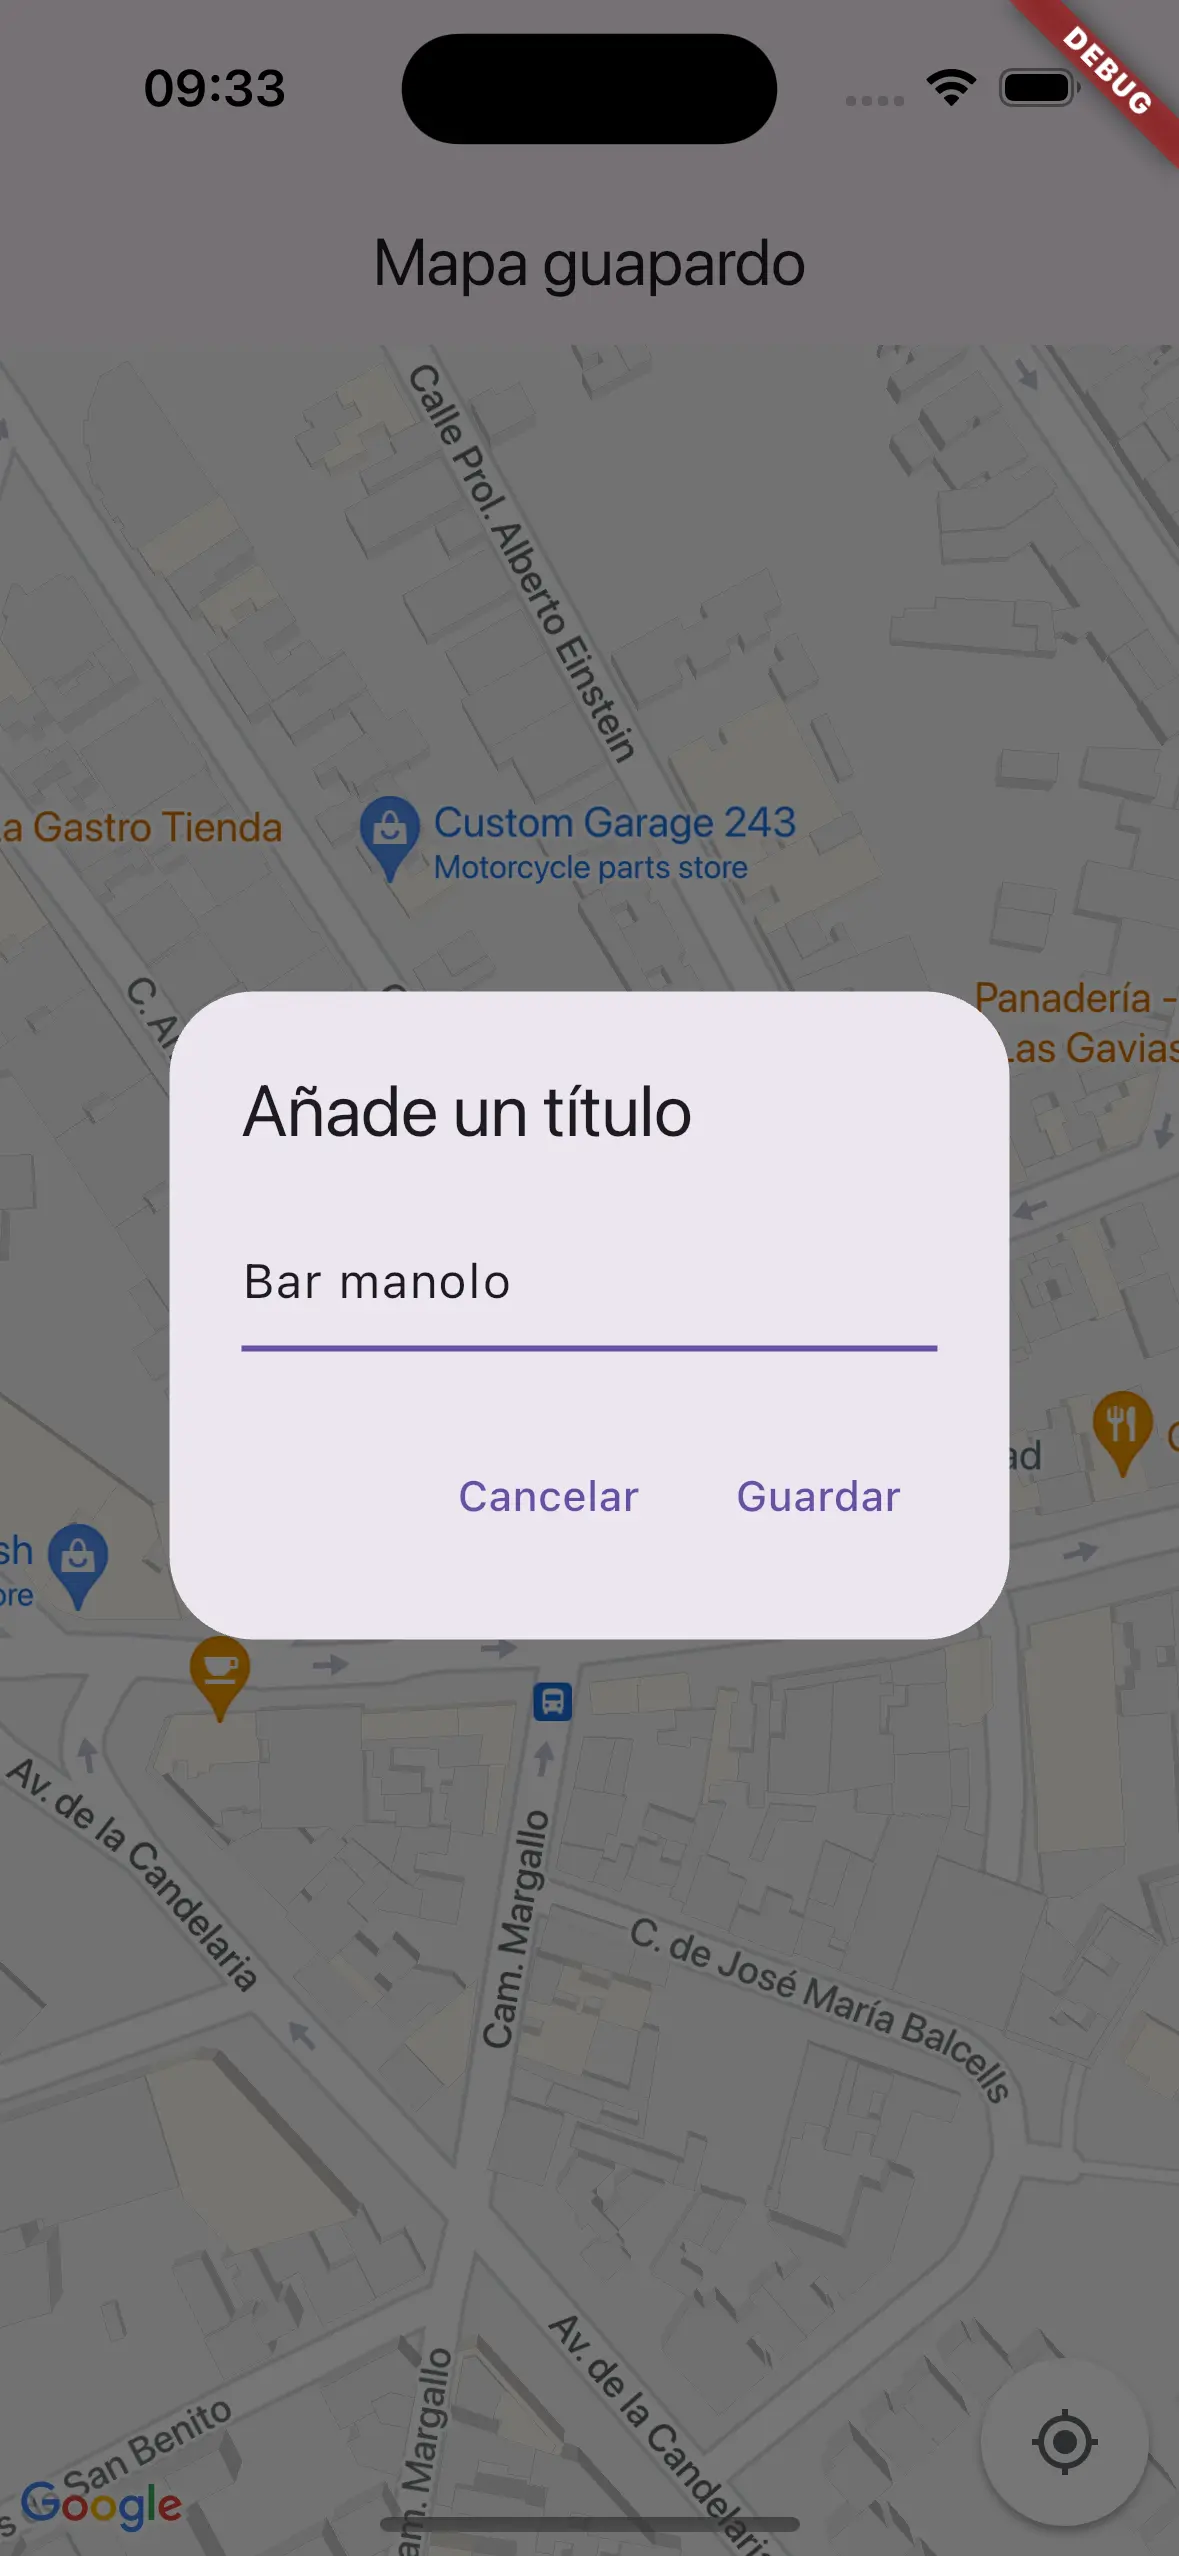 09:33
DEBUG
Mapa guapardo
Calle Prol. Alberto Einstein
Custom Garage 243
Motorcycle parts store
a Gastro Tienda
Panadería -
Las Gavias
C. A
Añade un título
Bar manolo
Cancelar
Guardar
ad
sh
ore
Av. de la Candelaria
Cam. Margallo
C. de José María Balcells
Av. de la Candelaria
am. Margallo
San Benito
Google